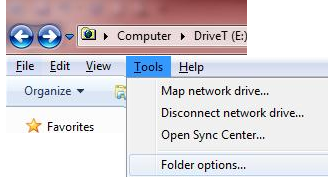 Computer DriveT (E:)
File Edit View Tools Help
Organize
Map network drive...
Disconnect network drive...
Open Sync Center...
Folder options...
Favorites